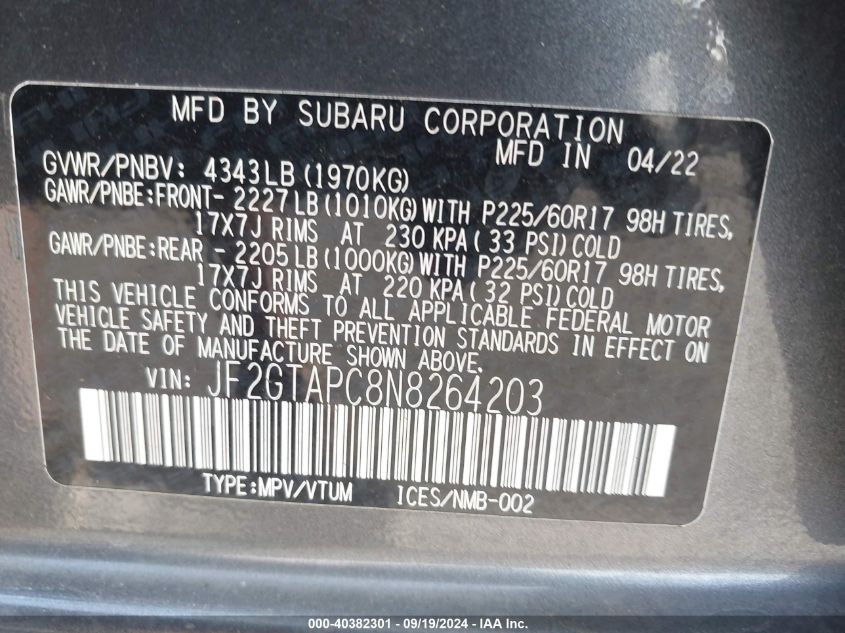 MFD BY SUBARU CORPORATION
MFD IN 04/22
GVWR/PNBV: 4343LB (1970KG)
GAWR/PNBE:FRONT- 2227LB(1010KG)WITH P225/60R17 98H TIRES,
17X7J RIMS AT 230 KPA(33 PSI)COLD
GAWR/PNBE:REAR - 2205LB(1000KG)WITH P225/60R17 98H TIRES,
17X7J RIMS AT 220 KPA(32 PSI)COLD
THIS VEHICLE CONFORMS TO ALL APPLICABLE FEDERAL MOTOR
VEHICLE SAFETY AND THEFT PREVENTION STANDARDS IN EFFECT ON
THE DATE OF MANUFACTURE SHOWN ABOVE.
VIN: JF2GTAPC8N8264203
TYPE:MPV/VTUM ICES/NMB-002
000-40382301 - 09/19/2024 - IAA Inc.